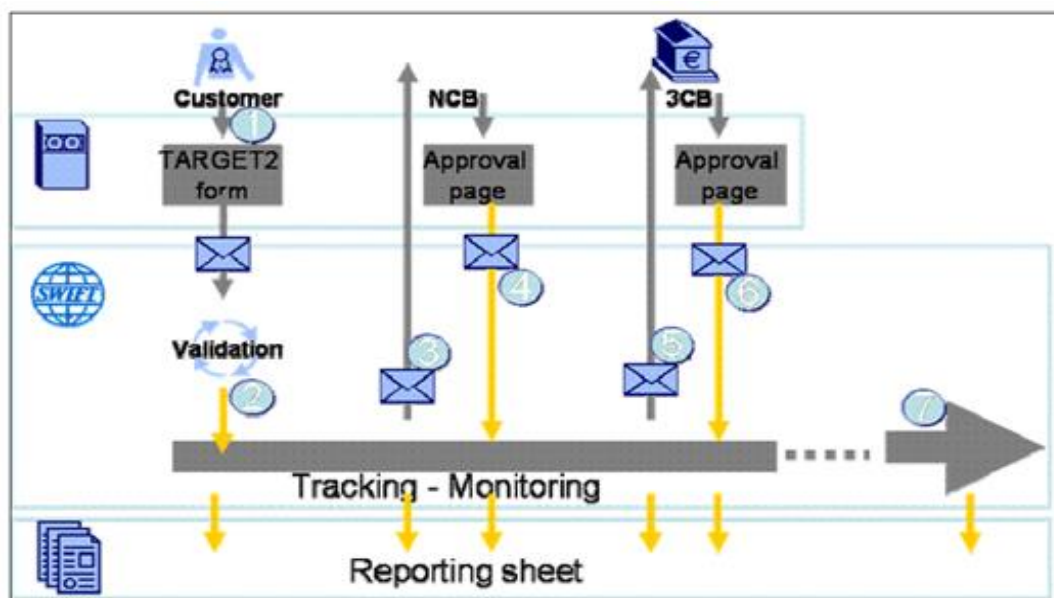 Customer
NCB
3CB
€
1
TARGET2
form
Approval
page
Approval
page
SWIFT
4
6
Validation
3
5
2
7
Tracking - Monitoring
Reporting sheet